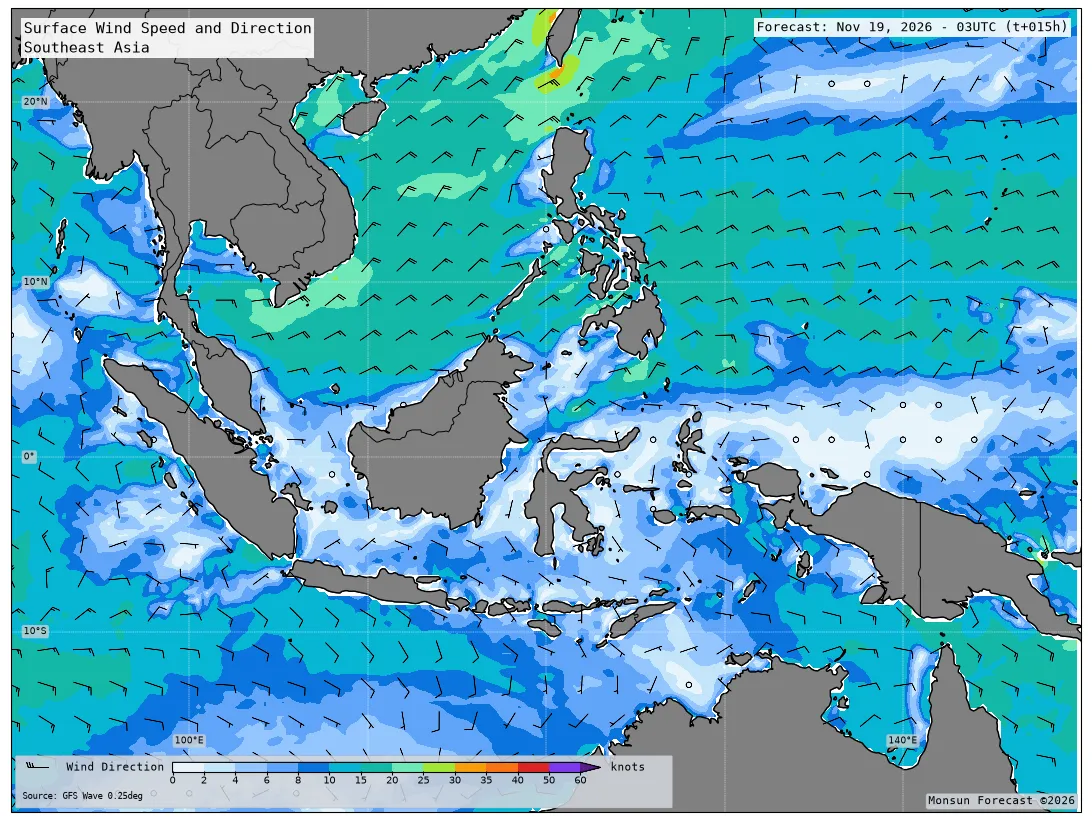 Surface Wind Speed and Direction
Southeast Asia
Forecast: Nov 19, 2026 - 03UTC (t+015h)
20°N
10°N
0°
10°S
100°E
140°E
Wind Direction
0 2 4 6 8 10 15 20 25 30 35 40 50 60
knots
Source: GFS Wave 0.25deg
Monsun Forecast ©2026